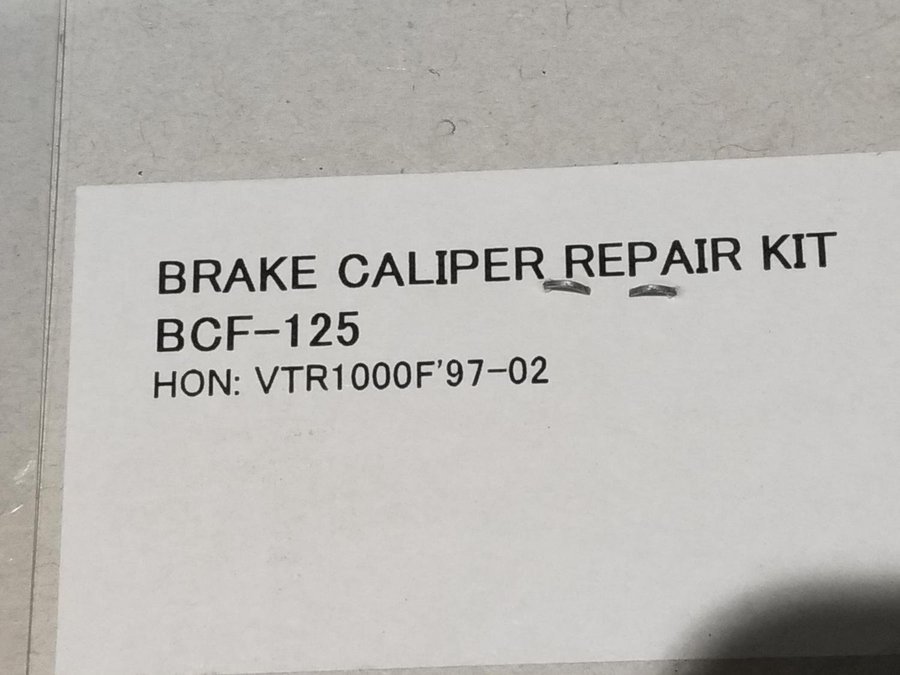 BRAKE CALIPER REPAIR KIT
BCF-125
HON: VTR1000F'97-02